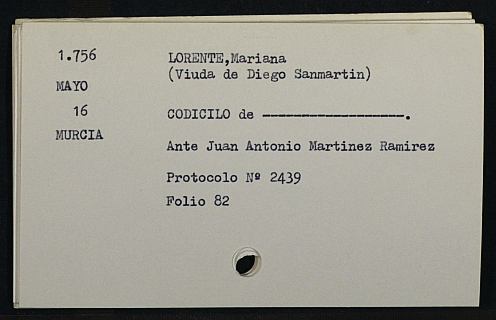 1.756
MAYO
16
MURCIA
LORENTE,Mariana
(Viuda de Diego Sanmartin)
CODICILO de ------------------.
Ante Juan Antonio Martinez Ramirez
Protocolo Nº 2439
Folio 82